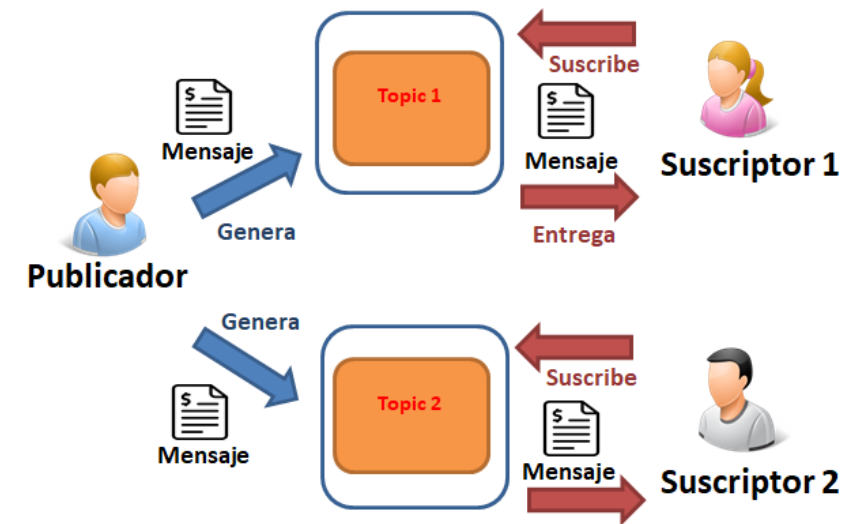 Topic 1
Suscribe
$
$
Mensaje
Mensaje
Suscriptor 1
Genera
Entrega
Publicador
Genera
Suscribe
Topic 2
$
$
Mensaje
Mensaje
Suscriptor 2